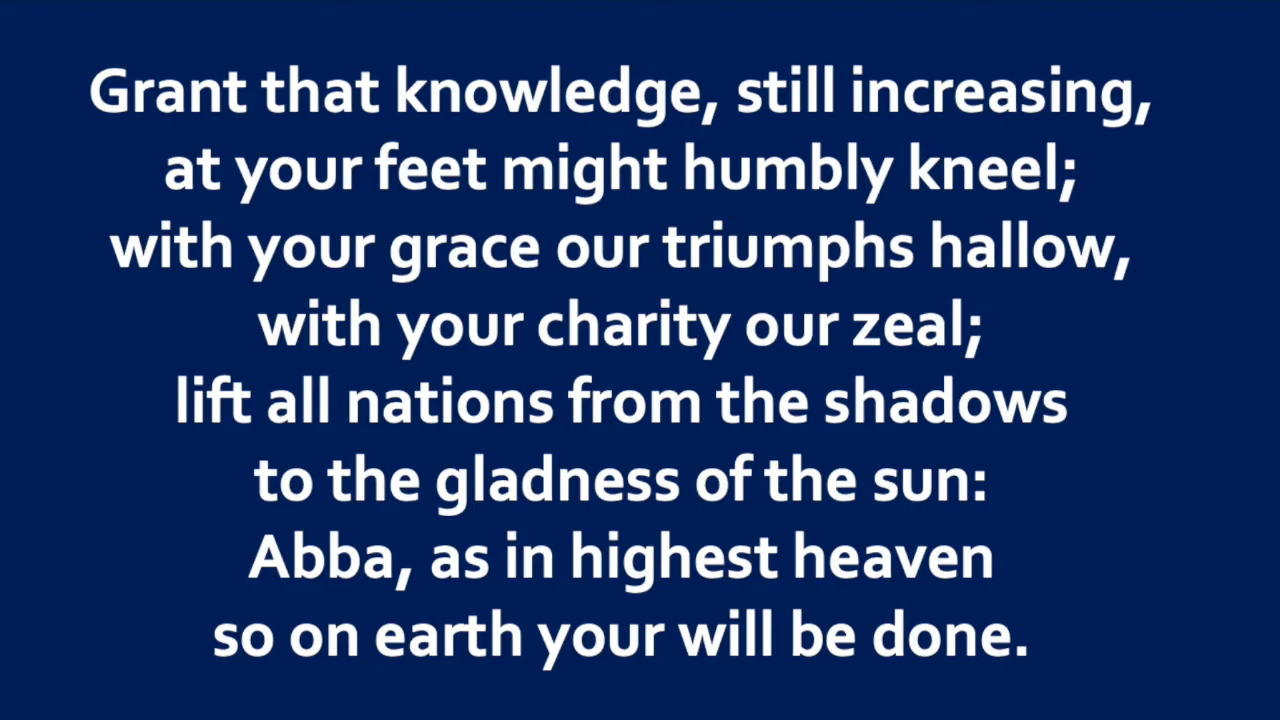 Grant that knowledge, still increasing,
at your feet might humbly kneel;
with your grace our triumphs hallow,
with your charity our zeal;
lift all nations from the shadows
to the gladness of the sun:
Abba, as in highest heaven
so on earth your will be done.